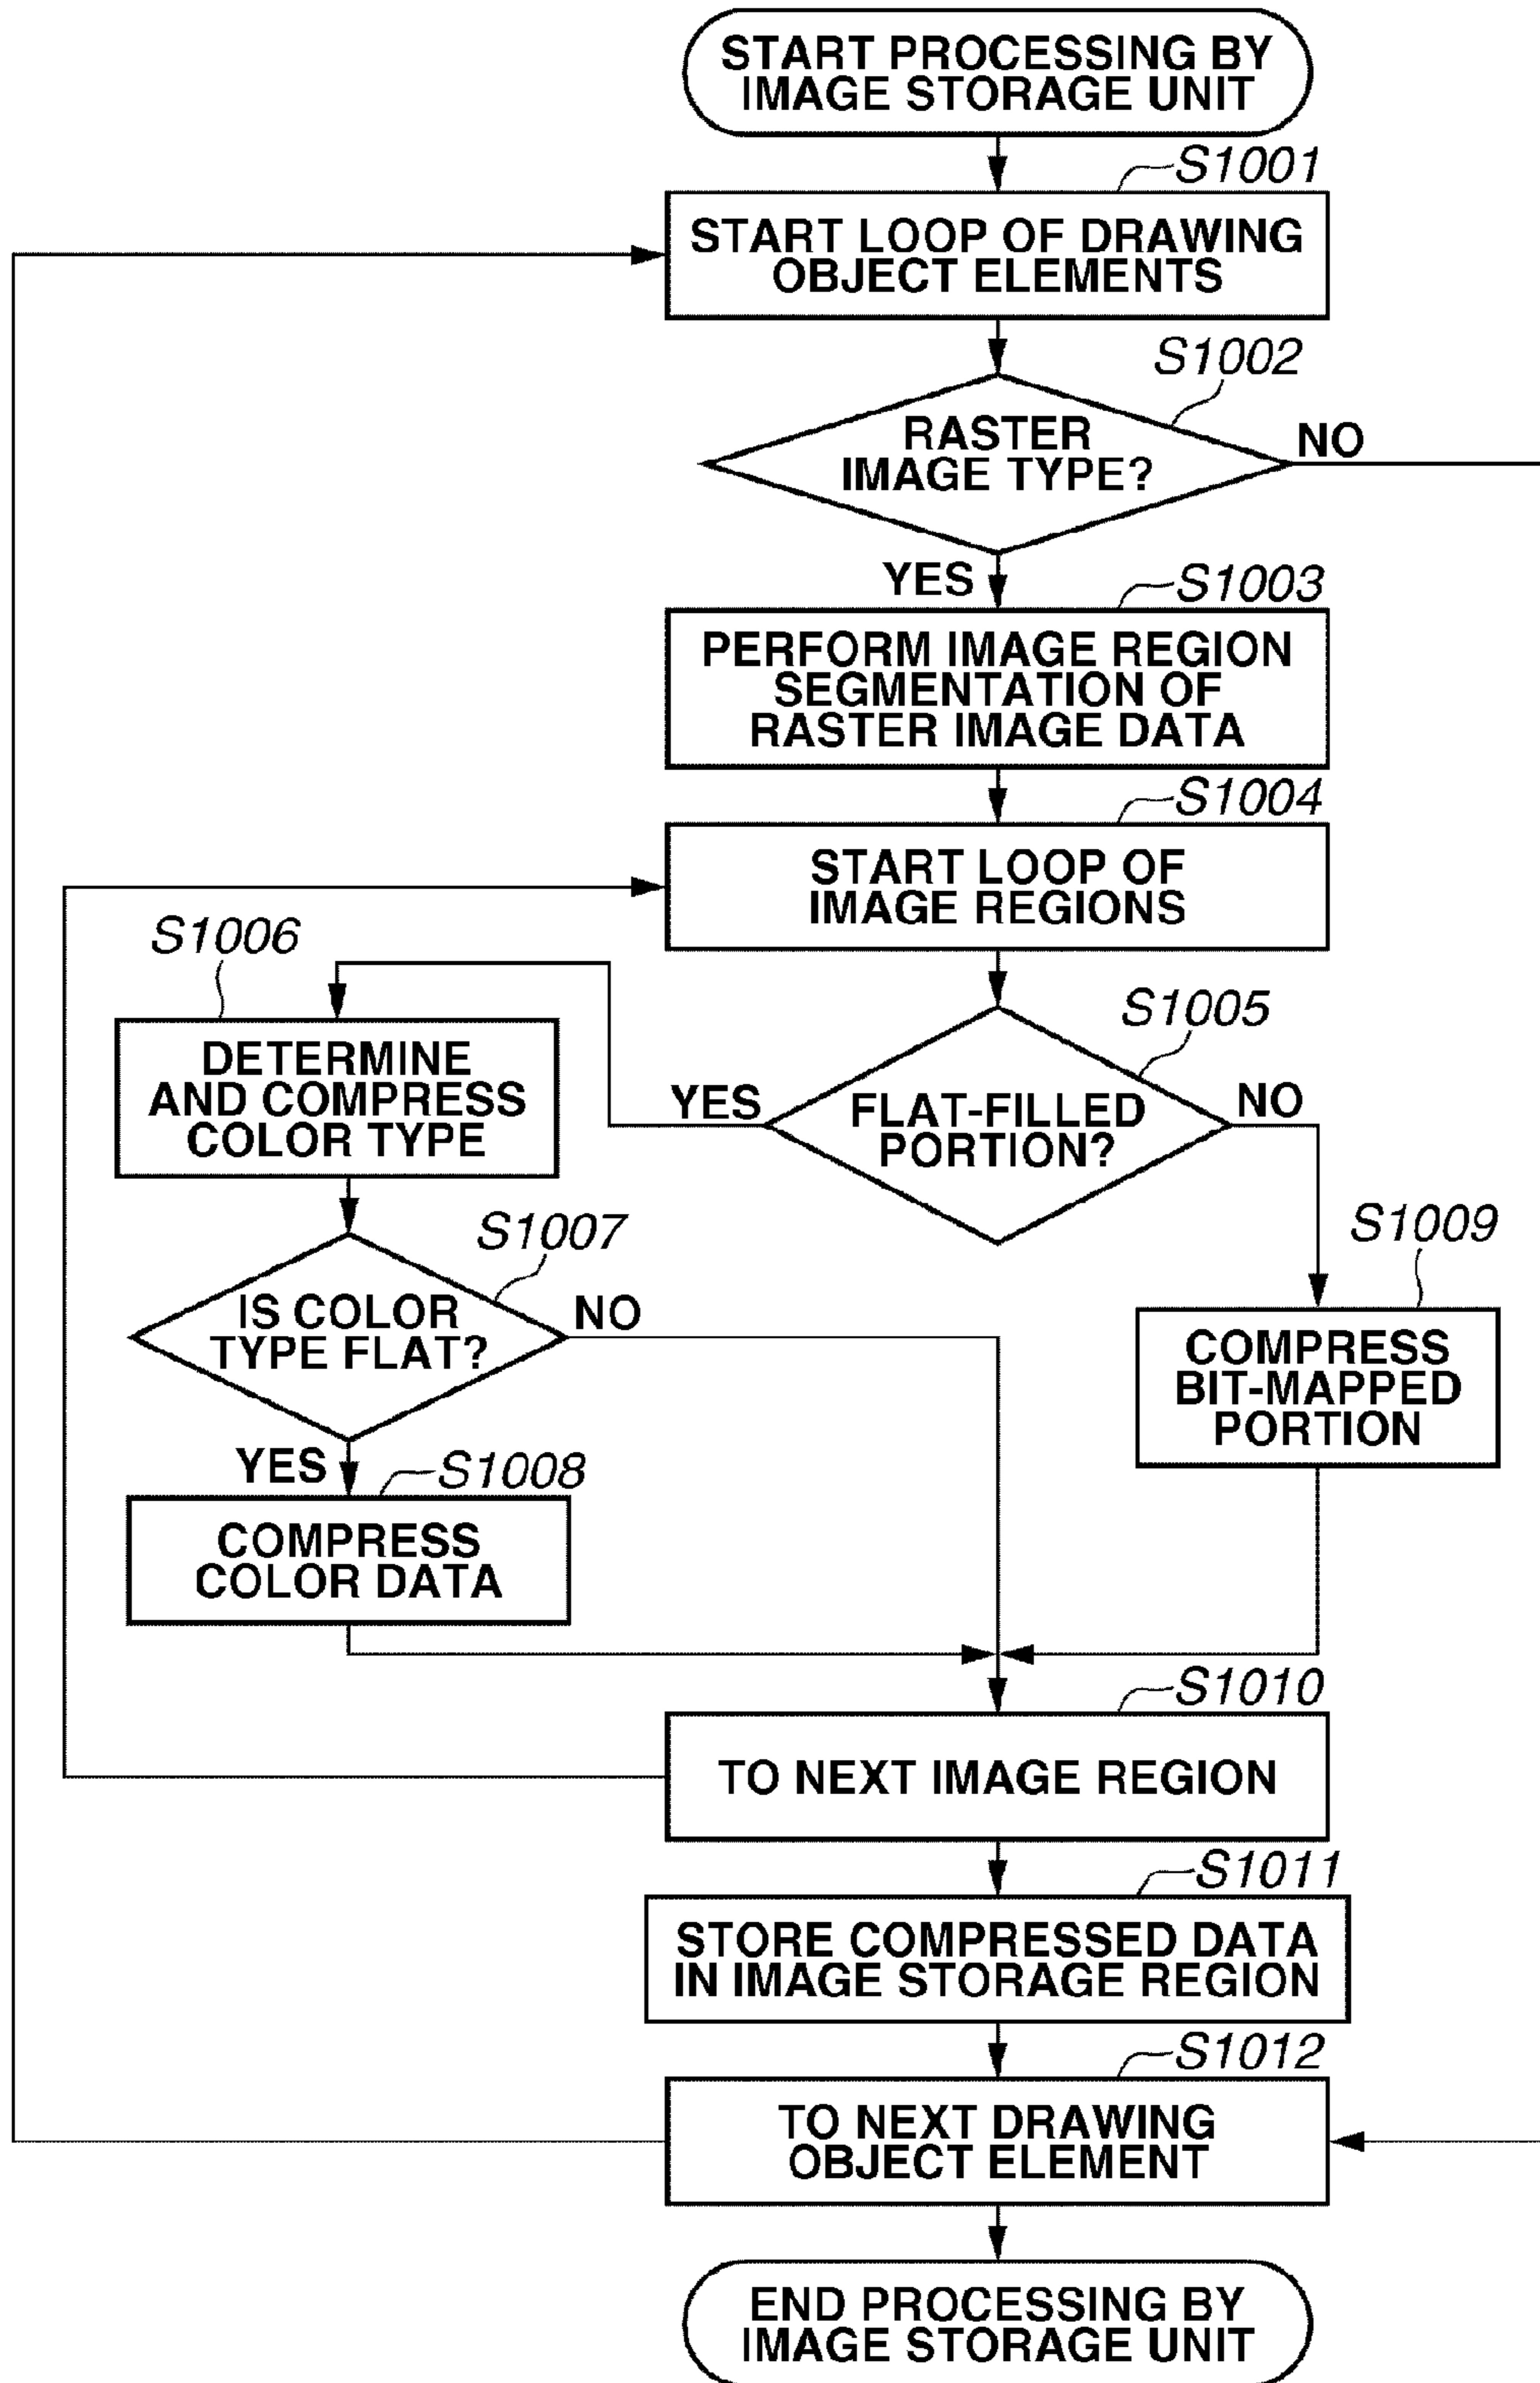 START PROCESSING BY
IMAGE STORAGE UNIT
S1001
START LOOP OF DRAWING
OBJECT ELEMENTS
S1002
RASTER
IMAGE TYPE?
NO
YES
S1003
PERFORM IMAGE REGION
SEGMENTATION OF
RASTER IMAGE DATA
S1004
START LOOP OF
IMAGE REGIONS
S1005
FLAT-FILLED
PORTION?
YES
NO
S1006
DETERMINE
AND COMPRESS
COLOR TYPE
S1007
IS COLOR
TYPE FLAT?
NO
YES
S1008
COMPRESS
COLOR DATA
S1009
COMPRESS
BIT-MAPPED
PORTION
S1010
TO NEXT IMAGE REGION
S1011
STORE COMPRESSED DATA
IN IMAGE STORAGE REGION
S1012
TO NEXT DRAWING
OBJECT ELEMENT
END PROCESSING BY
IMAGE STORAGE UNIT